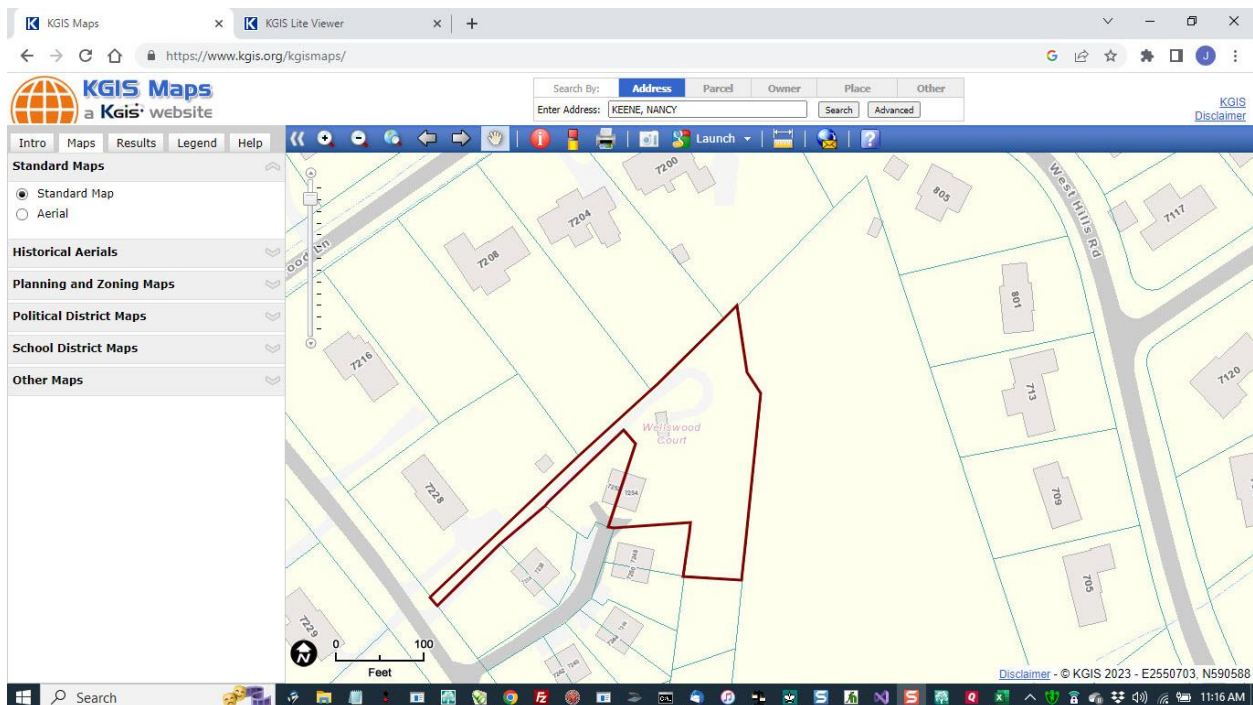 KGIS Maps
KGIS Lite Viewer
https://www.kgis.org/kgismaps/
J
KGIS Maps
a Kgis website
Search By: Address Parcel Owner Place Other
Enter Address: KEENE, NANCY Search Advanced
KGIS
Disclaimer
Intro Maps Results Legend Help
Launch
Standard Maps
Standard Map
Aerial
Historical Aerials
Planning and Zoning Maps
Political District Maps
School District Maps
Other Maps
7200
805
West Hills Rd
7117
7204
7208
801
7216
713
7120
Wellswood
Court
7228
7254
709
705
7229
N
0 100
Feet
Disclaimer - © KGIS 2023 - E2550703, N590588
Search
11:16 AM